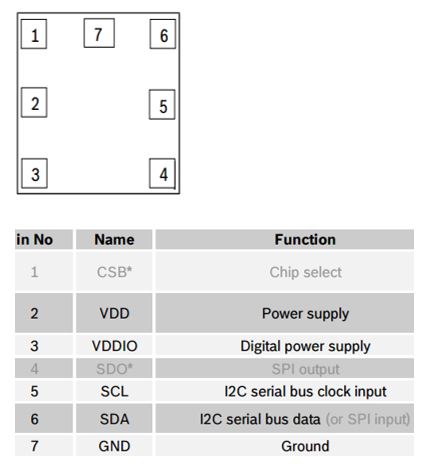 1 7 6
2 5
3 4
in No Name Function
1 CSB* Chip select
2 VDD Power supply
3 VDDIO Digital power supply
4 SDO* SPI output
5 SCL I2C serial bus clock input
6 SDA I2C serial bus data (or SPI input)
7 GND Ground